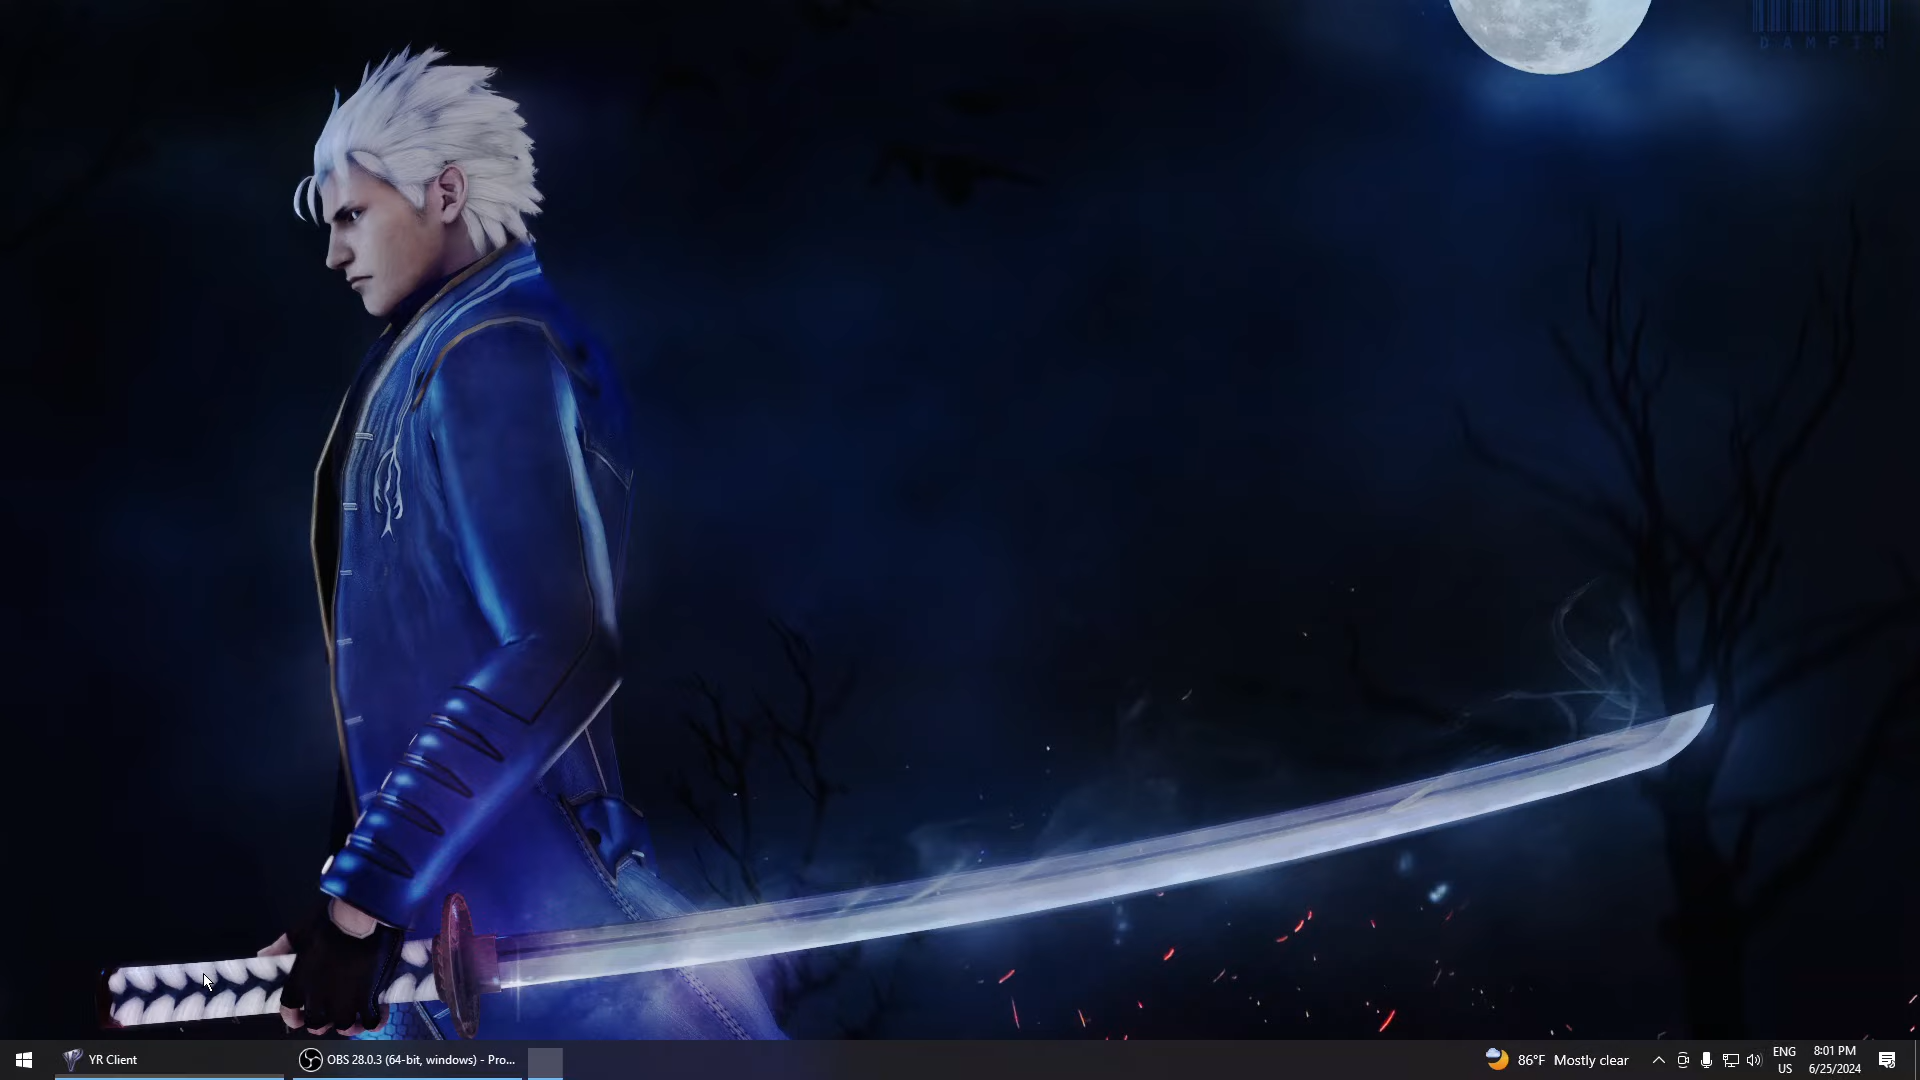 DAMPIR
YR Client
OBS 28.0.3 (64-bit, windows) - Pro...
86°F Mostly clear
ENG
US
8:01 PM
6/25/2024